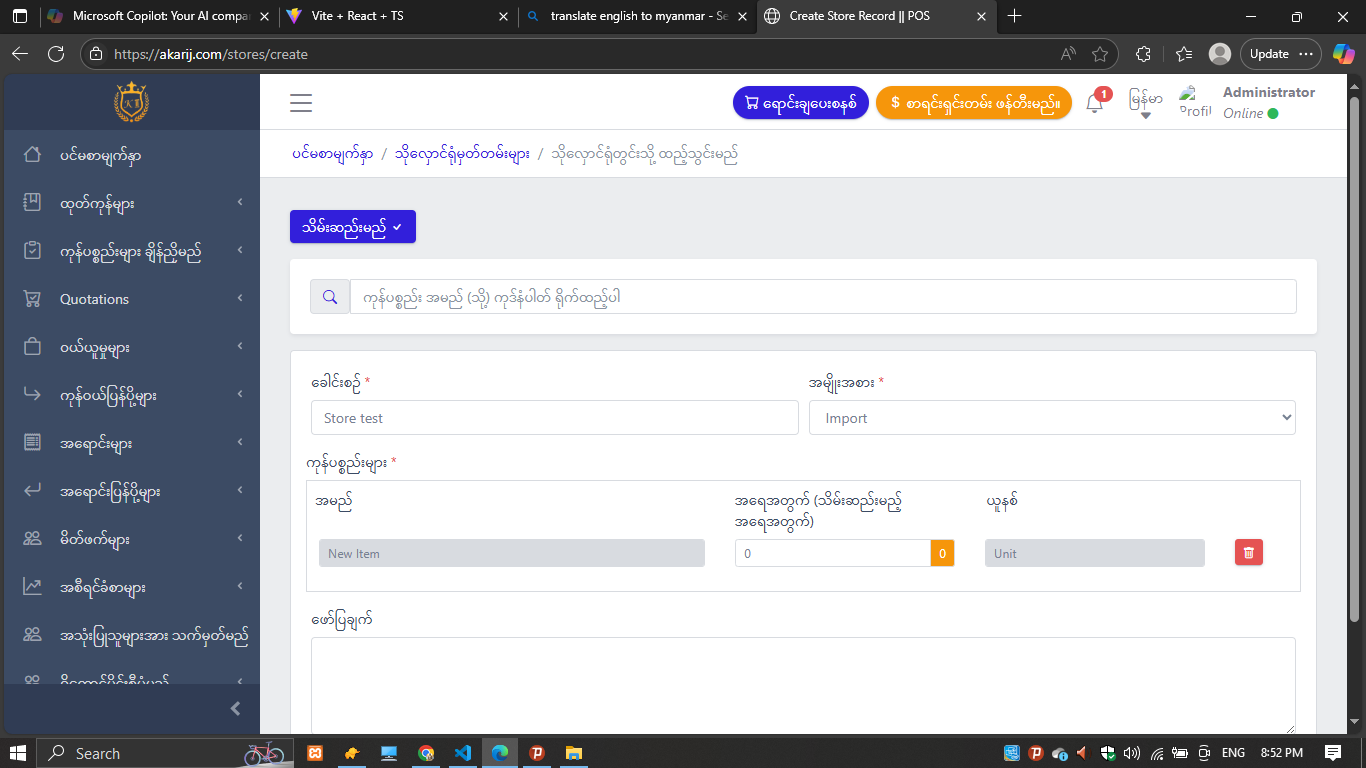 Microsoft Copilot: Your AI compa
Vite + React + TS
translate english to myanmar - Se
Create Store Record || POS
https://akarij.com/stores/create
Update
ရောင်းချပေးစနစ်
$ စာရင်းရှင်းတမ်း ဖန်တီးမည်။
1
မြန်မာ
Profil
Administrator
Online
ပင်မစာမျက်နှာ / သိုလှောင်ရုံမှတ်တမ်းများ / သိုလှောင်ရုံတွင်းသို့ ထည့်သွင်းမည်
ပင်မစာမျက်နှာ
ထုတ်ကုန်များ
ကုန်ပစ္စည်းများ ချိန်ညှိမည်
Quotations
ဝယ်ယူမှုများ
ကုန်ဝယ်ပြန်ပို့များ
အရောင်းများ
အရောင်းပြန်ပို့များ
မိတ်ဖက်များ
အစီရင်ခံစာများ
အသုံးပြုသူများအား သက်မှတ်မည်
သိမ်းဆည်းမည်
ကုန်ပစ္စည်း အမည် (သို့) ကုဒ်နံပါတ် ရိုက်ထည့်ပါ
ခေါင်းစဉ် *
အမျိုးအစား *
Store test
Import
ကုန်ပစ္စည်းများ *
အမည်
အရေအတွက် (သိမ်းဆည်းမည့်
အရေအတွက်)
ယူနစ်
New Item
0
0
Unit
ဖော်ပြချက်
Search
ENG
8:52 PM